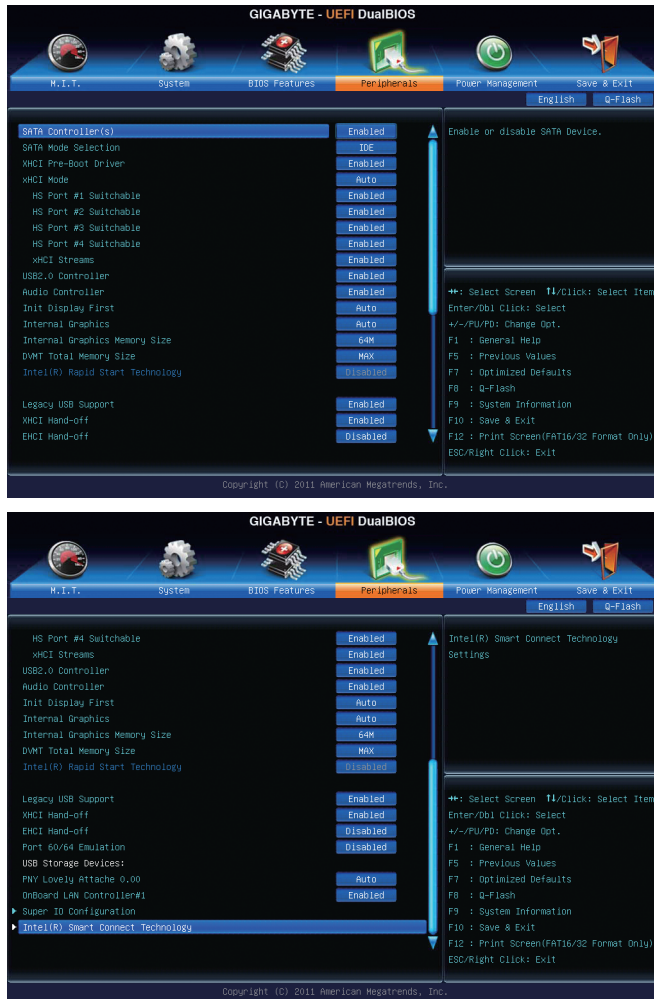 GIGABYTE - UEFI DualBIOS
M.I.T. System BIOS Features Peripherals Power Management Save & Exit
English Q-Flash
SATA Controller(s) Enabled
SATA Mode Selection IDE
XHCI Pre-Boot Driver Enabled
xHCI Mode Auto
HS Port #1 Switchable Enabled
HS Port #2 Switchable Enabled
HS Port #3 Switchable Enabled
HS Port #4 Switchable Enabled
xHCI Streams Enabled
USB2.0 Controller Enabled
Audio Controller Enabled
Init Display First Auto
Internal Graphics Auto
Internal Graphics Memory Size 64M
DVMT Total Memory Size MAX
Intel(R) Rapid Start Technology Disabled
Legacy USB Support Enabled
XHCI Hand-off Enabled
EHCI Hand-off Disabled
Enable or disable SATA Device.
→←: Select Screen ↑↓/Click: Select Item
Enter/Dbl Click: Select
+/-/PU/PD: Change Opt.
F1 : General Help
F5 : Previous Values
F7 : Optimized Defaults
F8 : Q-Flash
F9 : System Information
F10 : Save & Exit
F12 : Print Screen(FAT16/32 Format Only)
ESC/Right Click: Exit
Copyright (C) 2011 American Megatrends, Inc.
GIGABYTE - UEFI DualBIOS
M.I.T. System BIOS Features Peripherals Power Management Save & Exit
English Q-Flash
HS Port #4 Switchable Enabled
xHCI Streams Enabled
USB2.0 Controller Enabled
Audio Controller Enabled
Init Display First Auto
Internal Graphics Auto
Internal Graphics Memory Size 64M
DVMT Total Memory Size MAX
Intel(R) Rapid Start Technology Disabled
Legacy USB Support Enabled
XHCI Hand-off Enabled
EHCI Hand-off Disabled
Port 60/64 Emulation Disabled
USB Storage Devices:
PNY Lovely Attache 0.00 Auto
OnBoard LAN Controller#1 Enabled
Super IO Configuration
Intel(R) Smart Connect Technology
Intel(R) Smart Connect Technology
Settings
→←: Select Screen ↑↓/Click: Select Item
Enter/Dbl Click: Select
+/-/PU/PD: Change Opt.
F1 : General Help
F5 : Previous Values
F7 : Optimized Defaults
F8 : Q-Flash
F9 : System Information
F10 : Save & Exit
F12 : Print Screen(FAT16/32 Format Only)
ESC/Right Click: Exit
Copyright (C) 2011 American Megatrends, Inc.